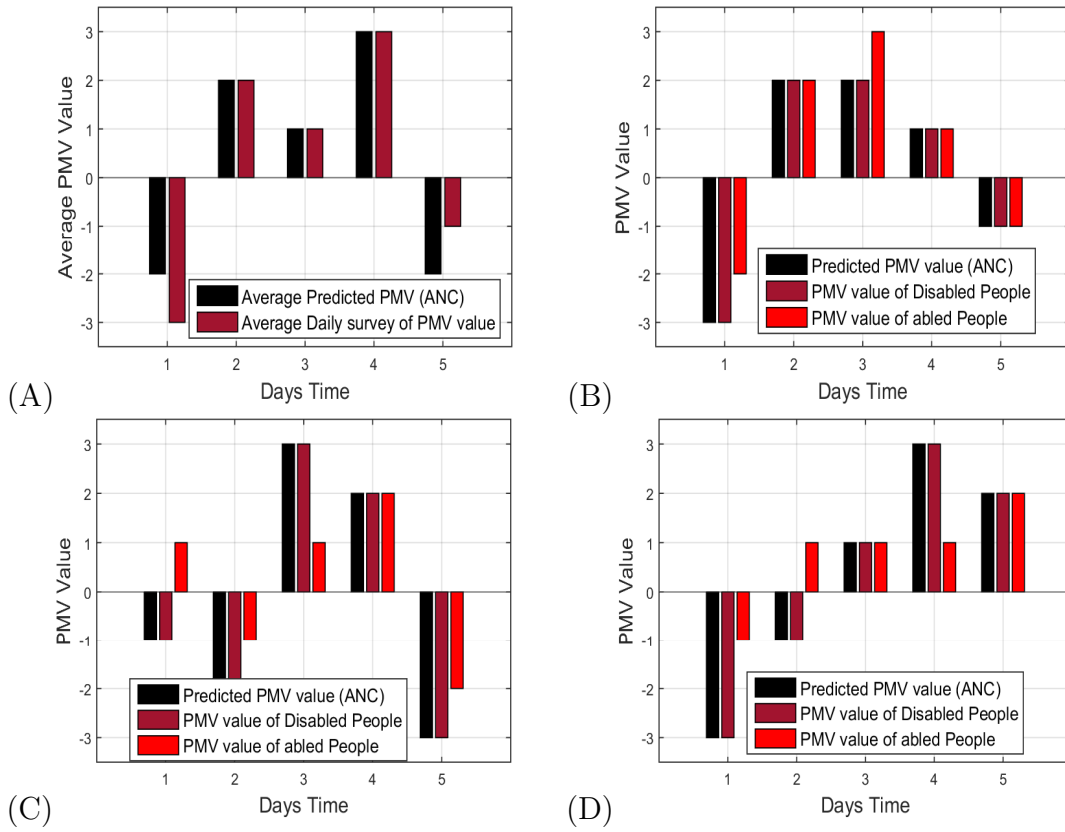 3
2
1
0
-1
-2
-3
Average PMV Value
Average Predicted PMV (ANC)
Average Daily survey of PMV value
1 2 3 4 5
Days Time
(A)
3
2
1
0
-1
-2
-3
PMV Value
Predicted PMV value (ANC)
PMV value of Disabled People
PMV value of abled People
1 2 3 4 5
Days Time
(B)
3
2
1
0
-1
-2
-3
PMV Value
Predicted PMV value (ANC)
PMV value of Disabled People
PMV value of abled People
1 2 3 4 5
Days Time
(C)
3
2
1
0
-1
-2
-3
PMV Value
Predicted PMV value (ANC)
PMV value of Disabled People
PMV value of abled People
1 2 3 4 5
Days Time
(D)